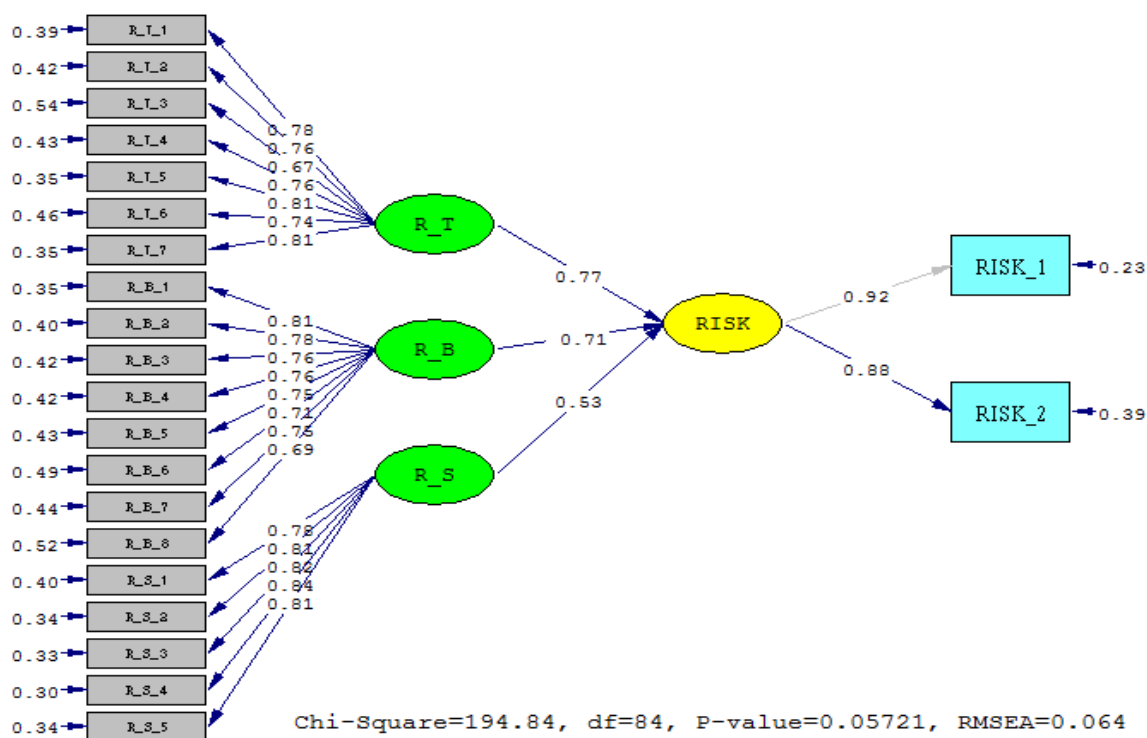 0.39 R_T_1
0.42 R_T_2
0.54 R_T_3
0.43 R_T_4
0.35 R_T_5
0.46 R_T_6
0.35 R_T_7
0.35 R_B_1
0.40 R_B_2
0.42 R_B_3
0.42 R_B_4
0.43 R_B_5
0.49 R_B_6
0.44 R_B_7
0.52 R_B_8
0.40 R_S_1
0.34 R_S_2
0.33 R_S_3
0.30 R_S_4
0.34 R_S_5
0.78
0.76
0.67
0.76
0.81
0.74
0.81
0.81
0.78
0.76
0.76
0.75
0.71
0.75
0.69
0.78
0.81
0.82
0.84
0.81
R_T
R_B
R_S
0.77
0.71
0.53
RISK
0.92
0.88
RISK_1 0.23
RISK_2 0.39
Chi-Square=194.84, df=84, P-value=0.05721, RMSEA=0.064